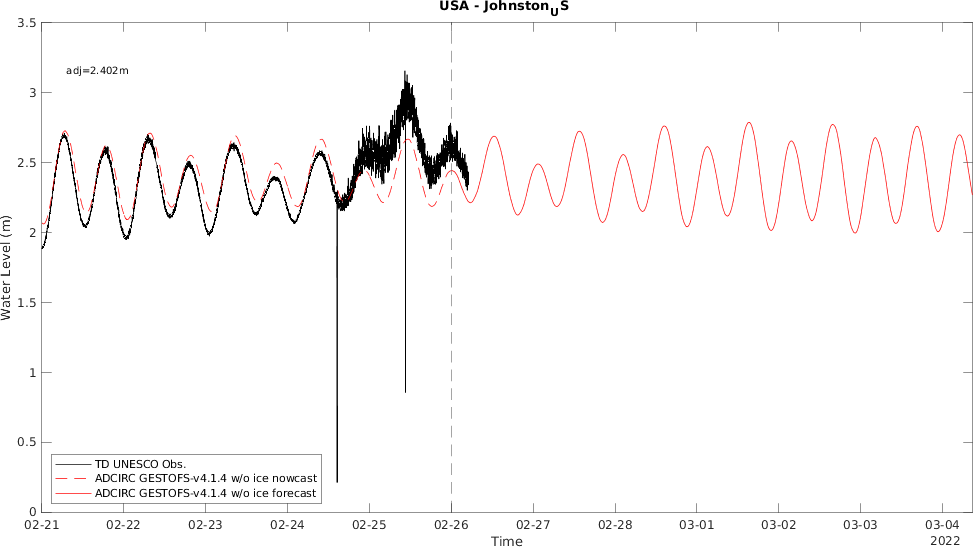 USA - Johnston_US
3.5
adj=2.402m
3
2.5
2
1.5
1
0.5
0
Water Level (m)
TD UNESCO Obs.
ADCIRC GESTOFS-v4.1.4 w/o ice nowcast
ADCIRC GESTOFS-v4.1.4 w/o ice forecast
02-21 02-22 02-23 02-24 02-25 02-26 02-27 02-28 03-01 03-02 03-03 03-04
Time 2022